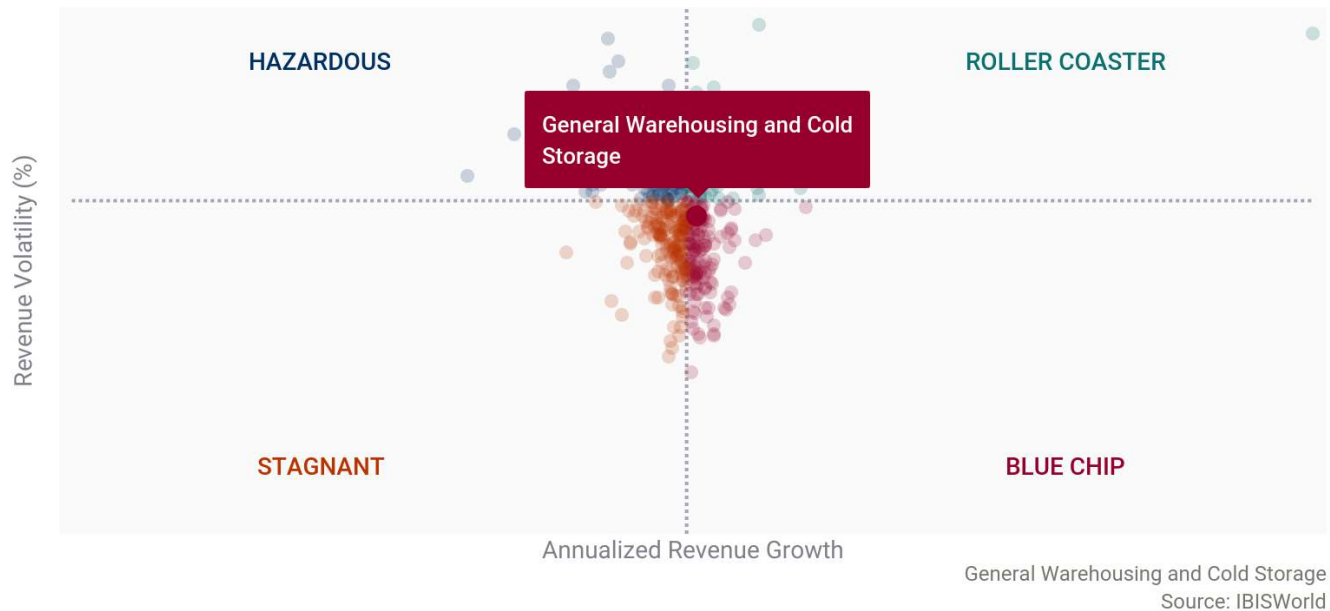 HAZARDOUS
ROLLER COASTER
General Warehousing and Cold
Storage
Revenue Volatility (%)
STAGNANT
BLUE CHIP
Annualized Revenue Growth
General Warehousing and Cold Storage
Source: IBISWorld